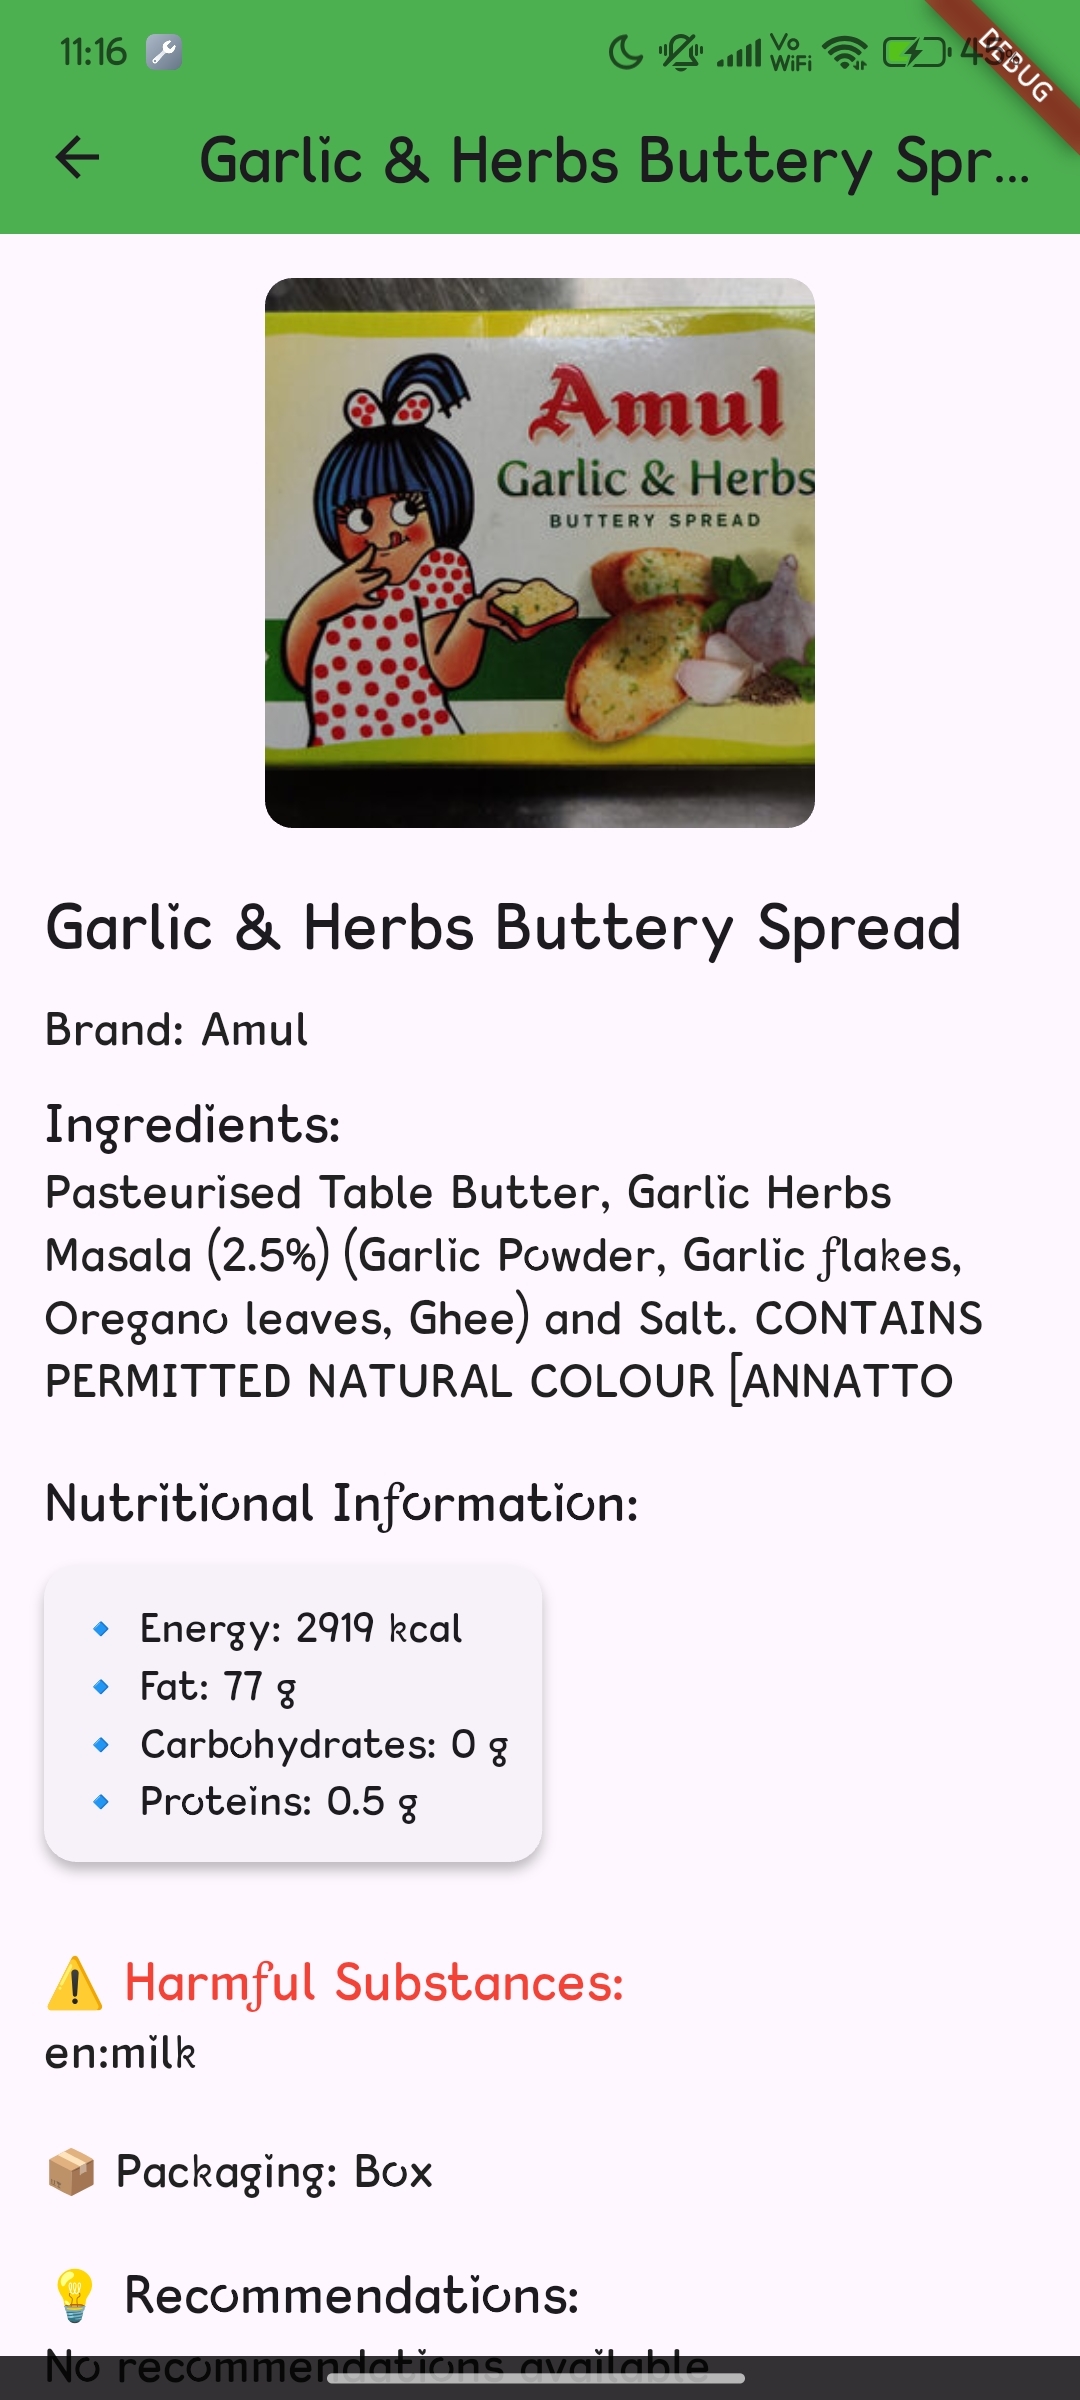 11:16
Vo
WiFi
DEBUG
Garlic & Herbs Buttery Spr...
Amul
Garlic & Herbs
BUTTERY SPREAD
Garlic & Herbs Buttery Spread
Brand: Amul
Ingredients:
Pasteurised Table Butter, Garlic Herbs
Masala (2.5%) (Garlic Powder, Garlic flakes,
Oregano leaves, Ghee) and Salt. CONTAINS
PERMITTED NATURAL COLOUR [ANNATTO
Nutritional Information:
🔹 Energy: 2919 kcal
🔹 Fat: 77 g
🔹 Carbohydrates: 0 g
🔹 Proteins: 0.5 g
⚠️ Harmful Substances:
en:milk
📦 Packaging: Box
💡 Recommendations:
No recommendations available